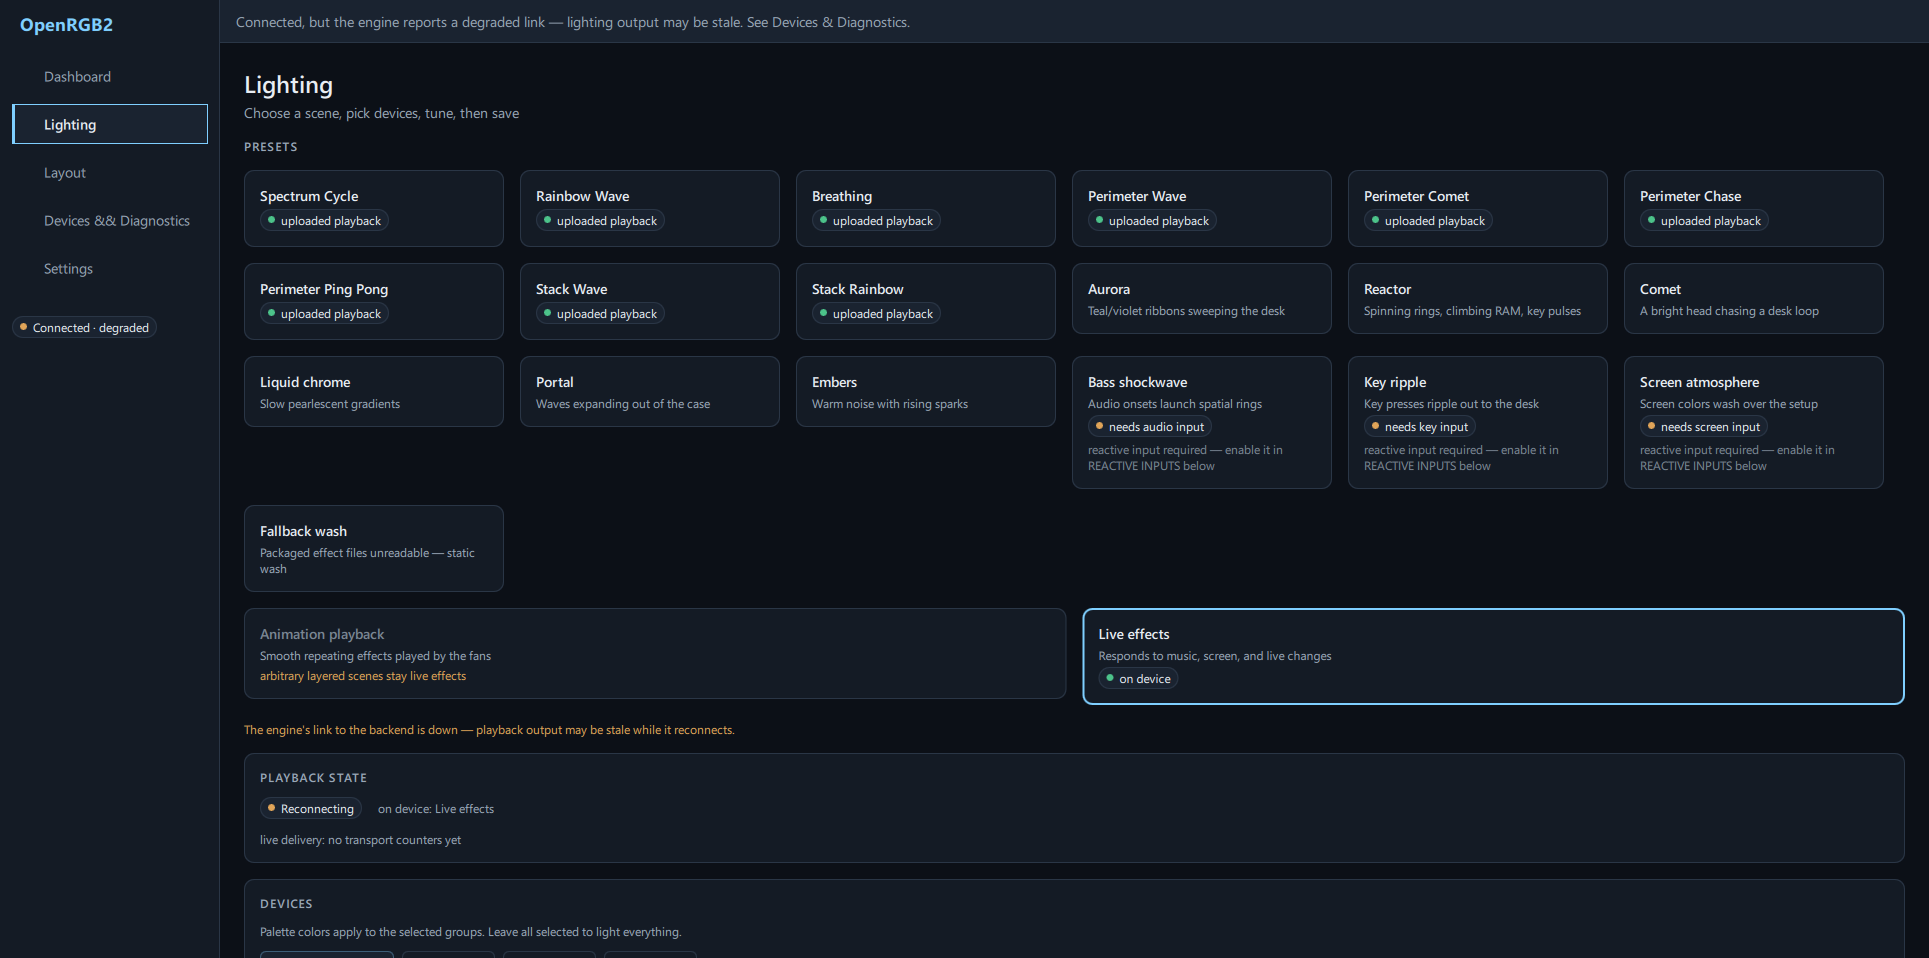 OpenRGB2
Dashboard
Lighting
Layout
Devices && Diagnostics
Settings
Connected · degraded
Connected, but the engine reports a degraded link — lighting output may be stale. See Devices & Diagnostics.
Lighting
Choose a scene, pick devices, tune, then save
PRESETS
Spectrum Cycle
uploaded playback
Rainbow Wave
uploaded playback
Breathing
uploaded playback
Perimeter Wave
uploaded playback
Perimeter Comet
uploaded playback
Perimeter Chase
uploaded playback
Perimeter Ping Pong
uploaded playback
Stack Wave
uploaded playback
Stack Rainbow
uploaded playback
Aurora
Teal/violet ribbons sweeping the desk
Reactor
Spinning rings, climbing RAM, key pulses
Comet
A bright head chasing a desk loop
Liquid chrome
Slow pearlescent gradients
Portal
Waves expanding out of the case
Embers
Warm noise with rising sparks
Bass shockwave
Audio onsets launch spatial rings
needs audio input
reactive input required — enable it in
REACTIVE INPUTS below
Key ripple
Key presses ripple out to the desk
needs key input
reactive input required — enable it in
REACTIVE INPUTS below
Screen atmosphere
Screen colors wash over the setup
needs screen input
reactive input required — enable it in
REACTIVE INPUTS below
Fallback wash
Packaged effect files unreadable — static
wash
Animation playback
Smooth repeating effects played by the fans
arbitrary layered scenes stay live effects
Live effects
Responds to music, screen, and live changes
on device
The engine's link to the backend is down — playback output may be stale while it reconnects.
PLAYBACK STATE
Reconnecting
on device: Live effects
live delivery: no transport counters yet
DEVICES
Palette colors apply to the selected groups. Leave all selected to light everything.